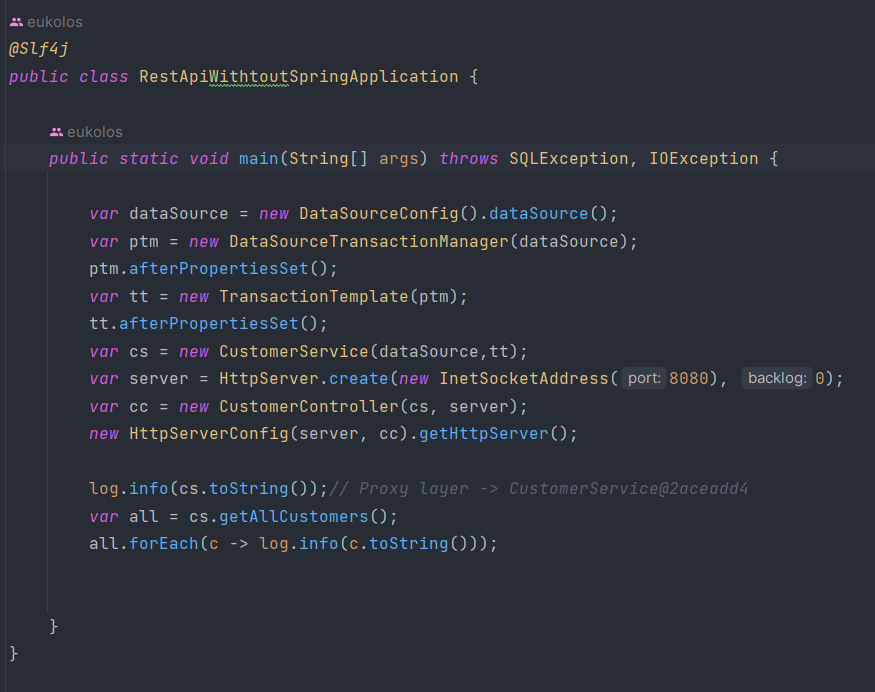 eukolos
@Slf4j
public class RestApiWithtoutSpringApplication {
eukolos
public static void main(String[] args) throws SQLException, IOException {
var dataSource = new DataSourceConfig().dataSource();
var ptm = new DataSourceTransactionManager(dataSource);
ptm.afterPropertiesSet();
var tt = new TransactionTemplate(ptm);
tt.afterPropertiesSet();
var cs = new CustomerService(dataSource,tt);
var server = HttpServer.create(new InetSocketAddress( port: 8080), backlog: 0);
var cc = new CustomerController(cs, server);
new HttpServerConfig(server, cc).getHttpServer();
log.info(cs.toString());// Proxy layer -> CustomerService@2aceadd4
var all = cs.getAllCustomers();
all.forEach(c -> log.info(c.toString()));
}
}